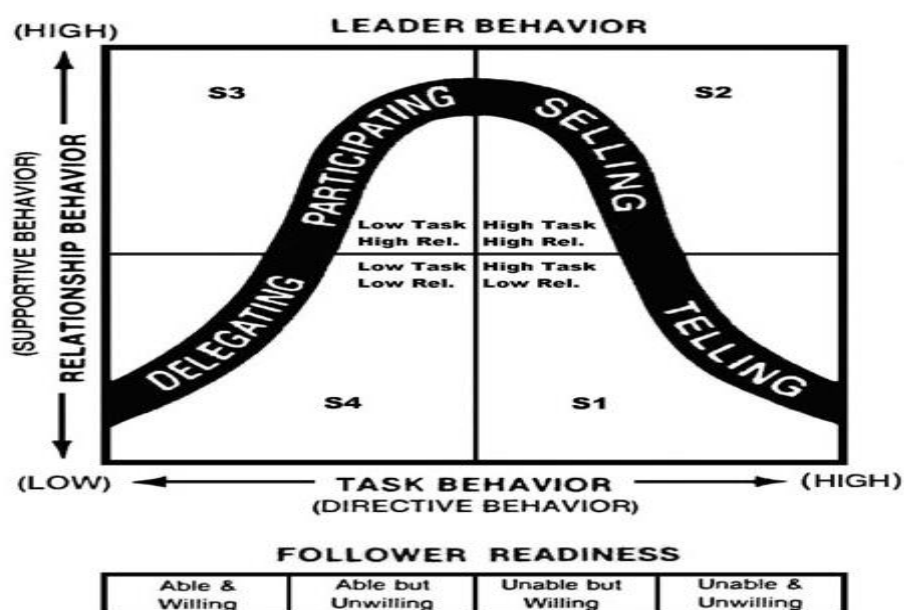 LEADER BEHAVIOR
(HIGH)
S3
S2
PARTICIPATING
SELLING
(SUPPORTIVE BEHAVIOR)
RELATIONSHIP BEHAVIOR
Low Task
High Rel.
High Task
High Rel.
Low Task
Low Rel.
High Task
Low Rel.
DELEGATING
TELLING
S4
S1
(LOW)
TASK BEHAVIOR
(HIGH)
(DIRECTIVE BEHAVIOR)
FOLLOWER READINESS
Able &
Willing
Able but
Unwilling
Unable but
Willing
Unable &
Unwilling